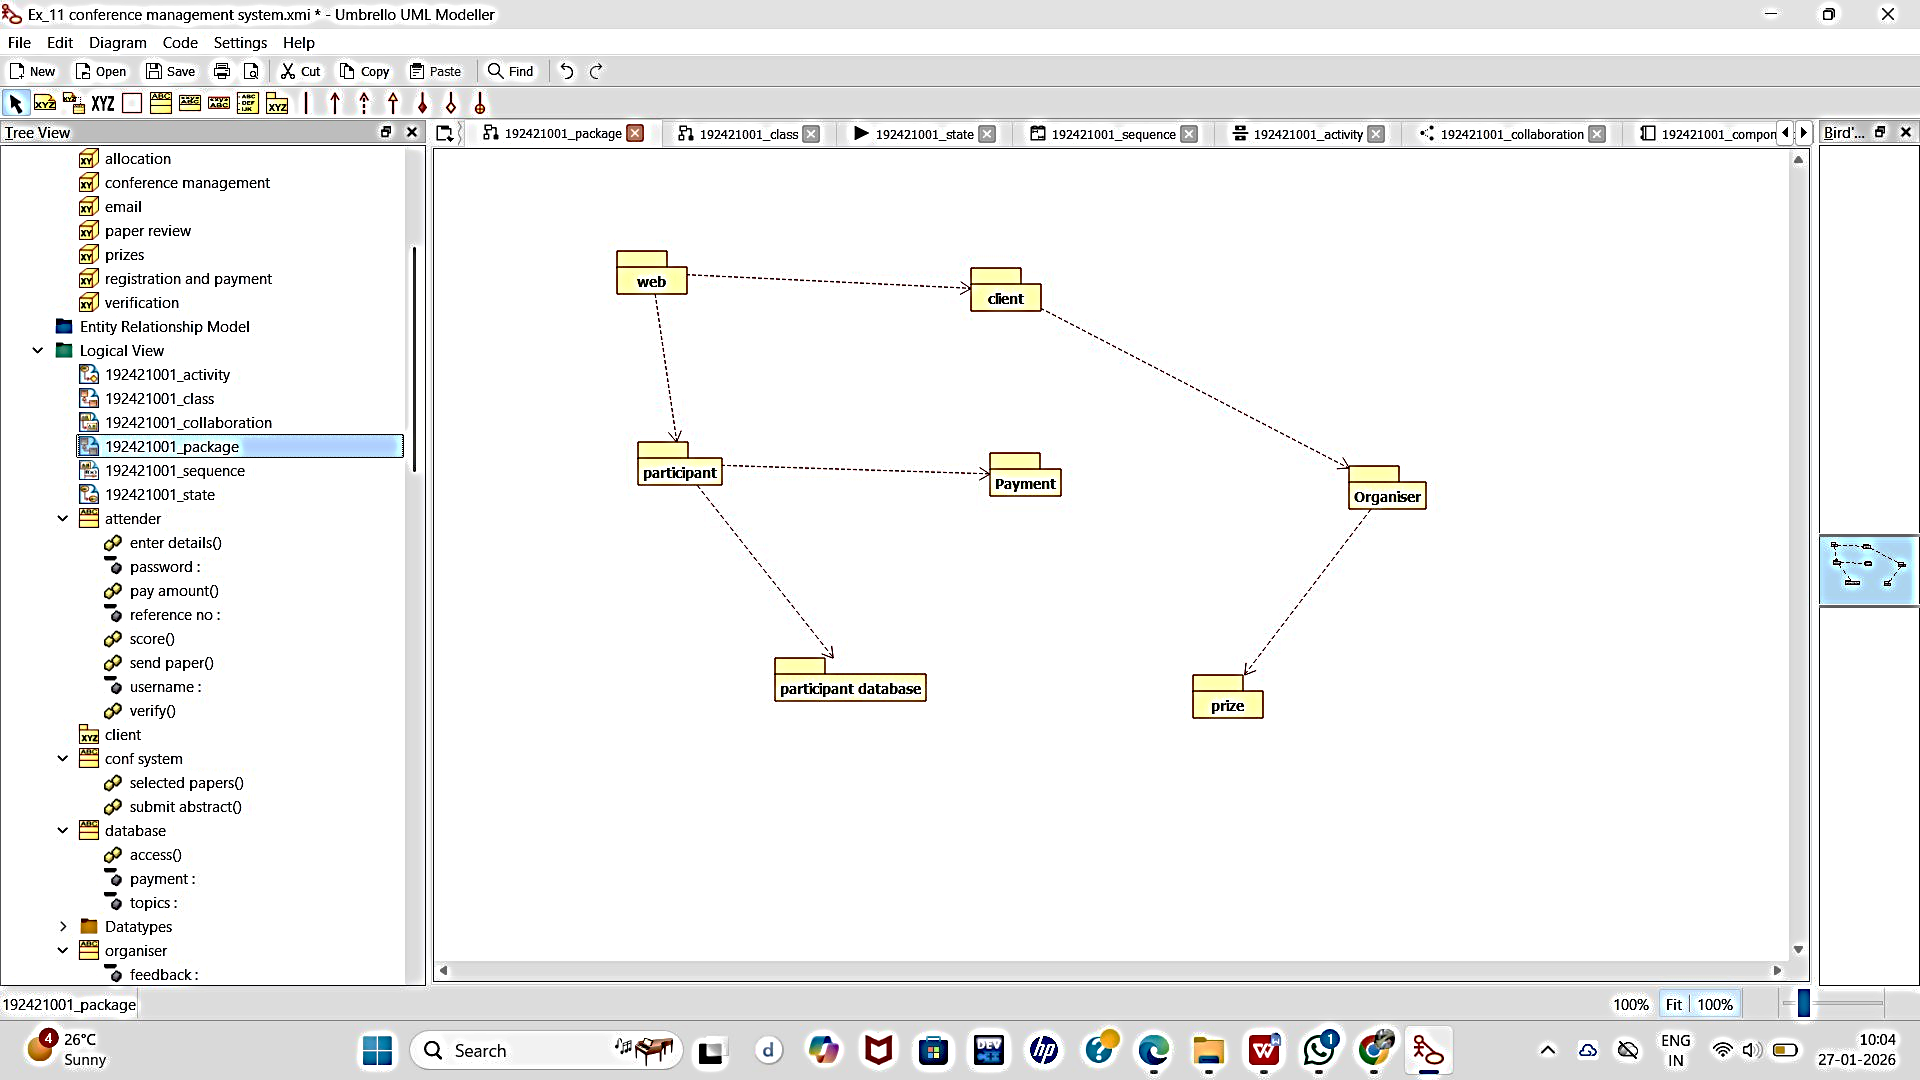 Ex_11 conference management system.xmi * - Umbrello UML Modeller
File Edit Diagram Code Settings Help
New Open Save Cut Copy Paste Find
Tree View
192421001_package 192421001_class 192421001_state 192421001_sequence 192421001_activity 192421001_collaboration 192421001_compon
Bird'...
allocation
conference management
email
paper review
prizes
registration and payment
verification
Entity Relationship Model
Logical View
192421001_activity
192421001_class
192421001_collaboration
192421001_package
192421001_sequence
192421001_state
attender
enter details()
password :
pay amount()
reference no :
score()
send paper()
username :
verify()
client
conf system
selected papers()
submit abstract()
database
access()
payment :
topics :
Datatypes
organiser
feedback :
web
client
participant
Payment
Organiser
participant database
prize
192421001_package
100% Fit 100%
4
26°C
Sunny
Search
ENG
IN
10:04
27-01-2026